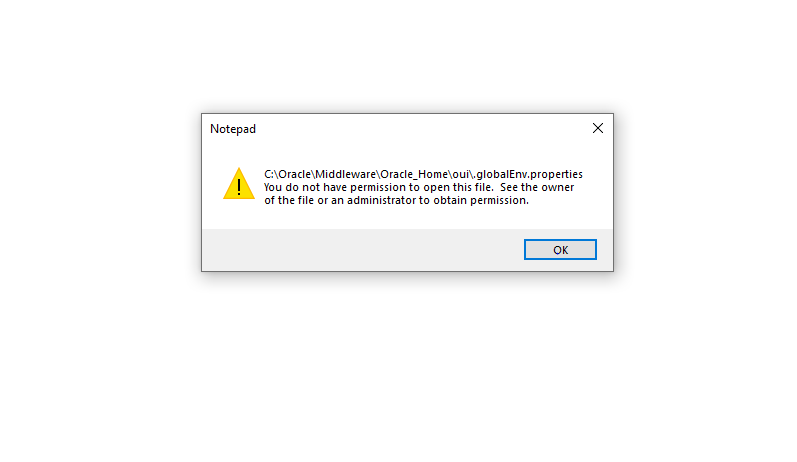 Notepad
C:\Oracle\Middleware\Oracle_Home\oui\.globalEnv.properties
You do not have permission to open this file.  See the owner
of the file or an administrator to obtain permission.
OK